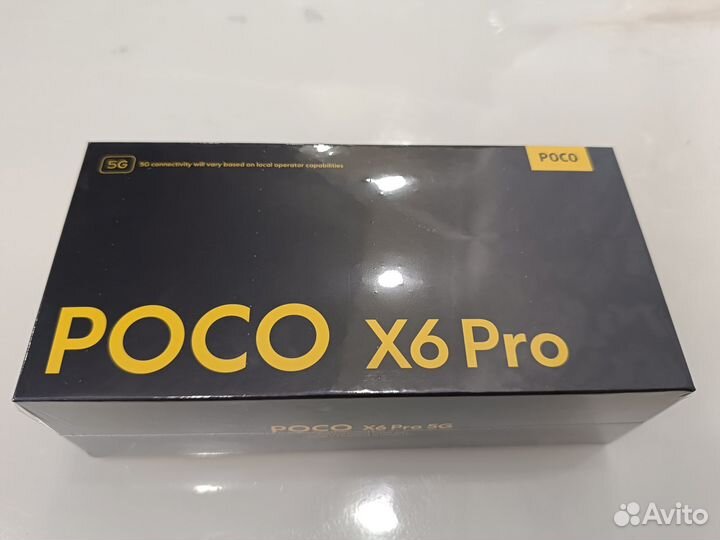 5G 5G connectivity will vary based on local operator capabilities
POCO
POCO X6 Pro
POCO X6 Pro 5G
Avito